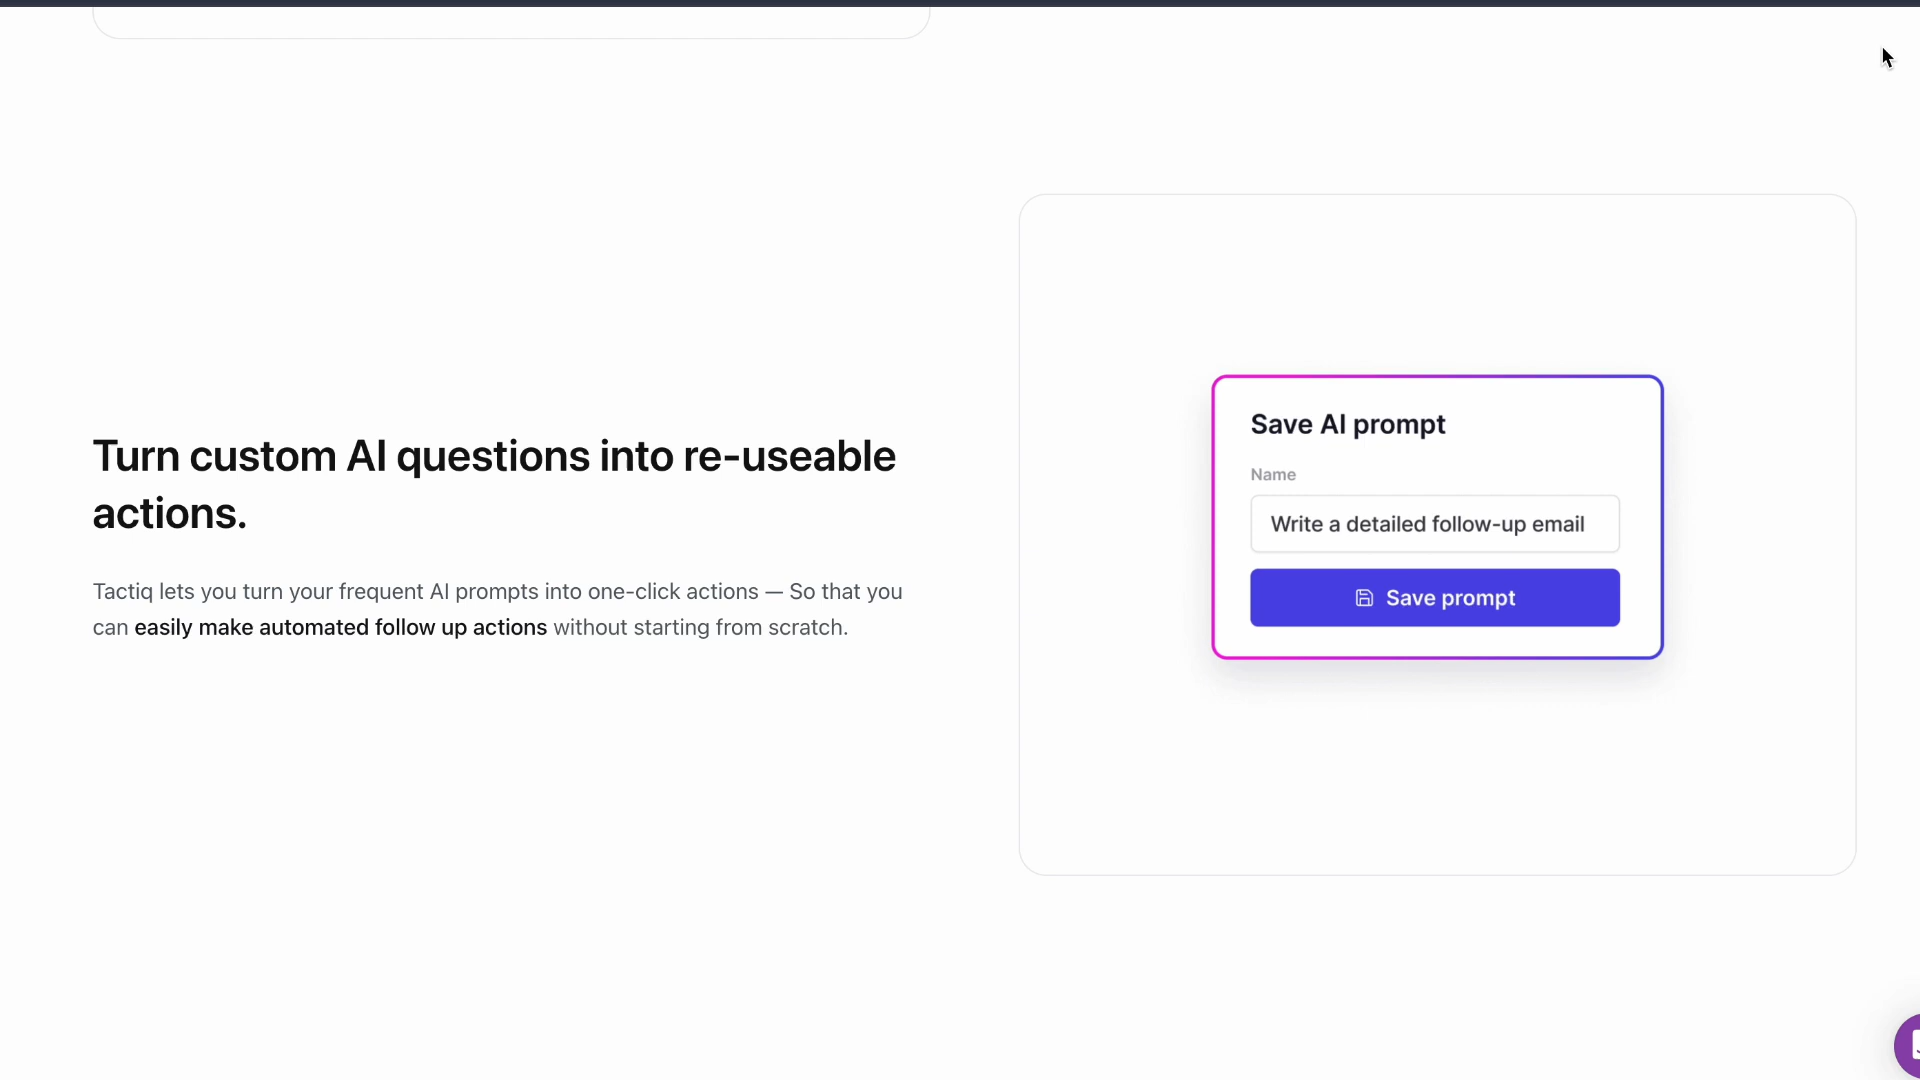 Turn custom AI questions into re-useable
actions.
Tactiq lets you turn your frequent AI prompts into one-click actions — So that you
can easily make automated follow up actions without starting from scratch.
Save AI prompt
Name
Write a detailed follow-up email
Save prompt